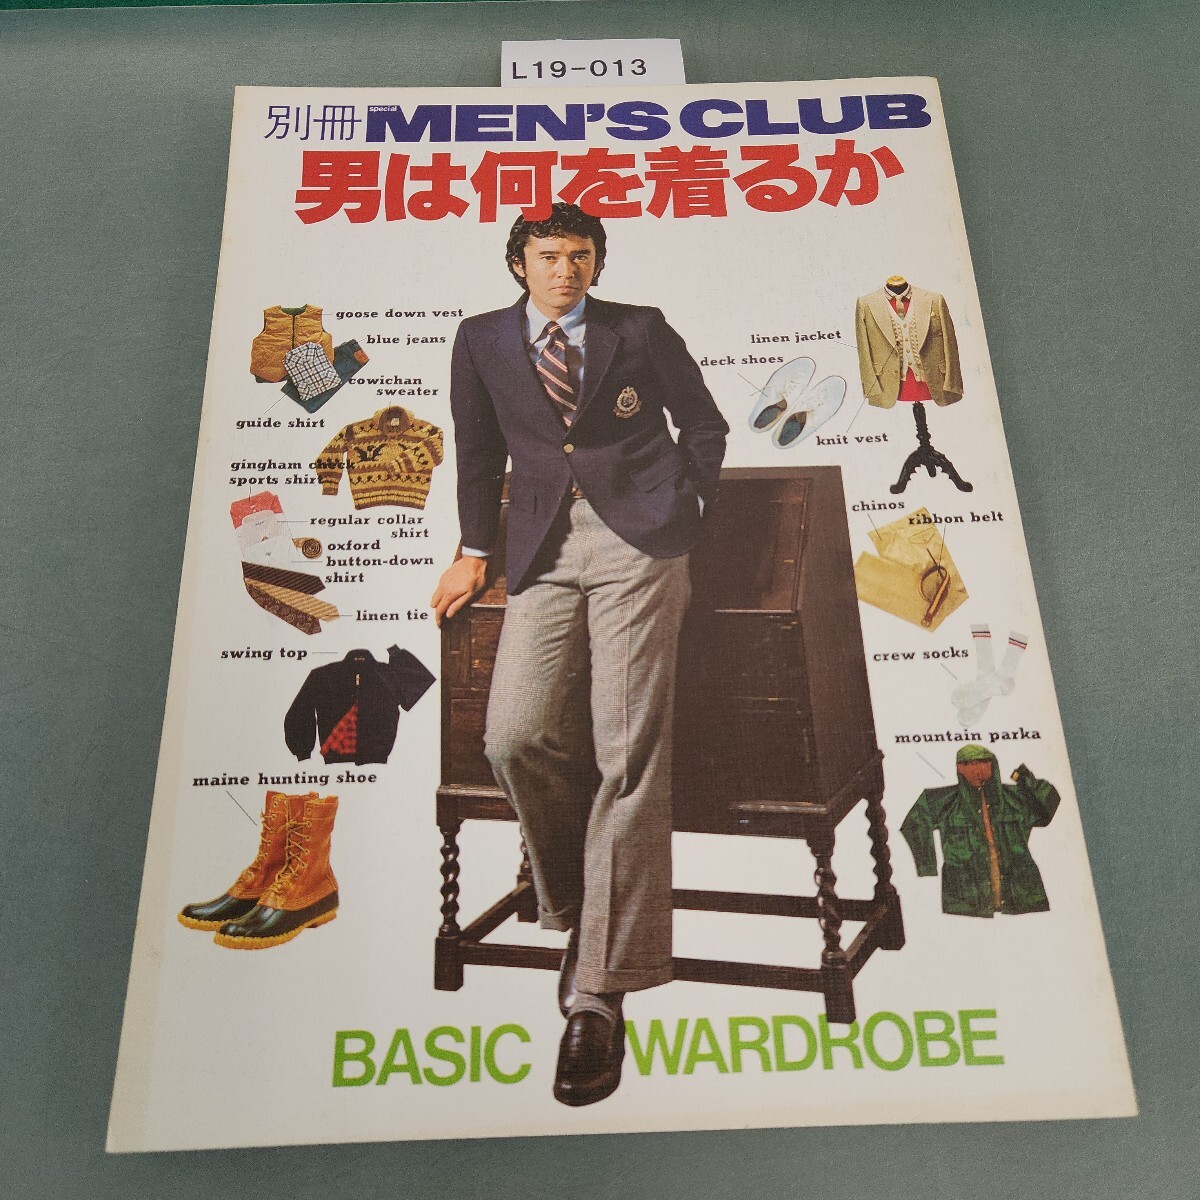 L19-013
別冊 special MEN'S CLUB
男は何を着るか
goose down vest
blue jeans
cowichan
sweater
guide shirt
gingham check
sports shirt
regular collar
shirt
oxford
button-down
shirt
linen tie
swing top
maine hunting shoe
linen jacket
deck shoes
knit vest
chinos
ribbon belt
crew socks
mountain parka
BASIC WARDROBE